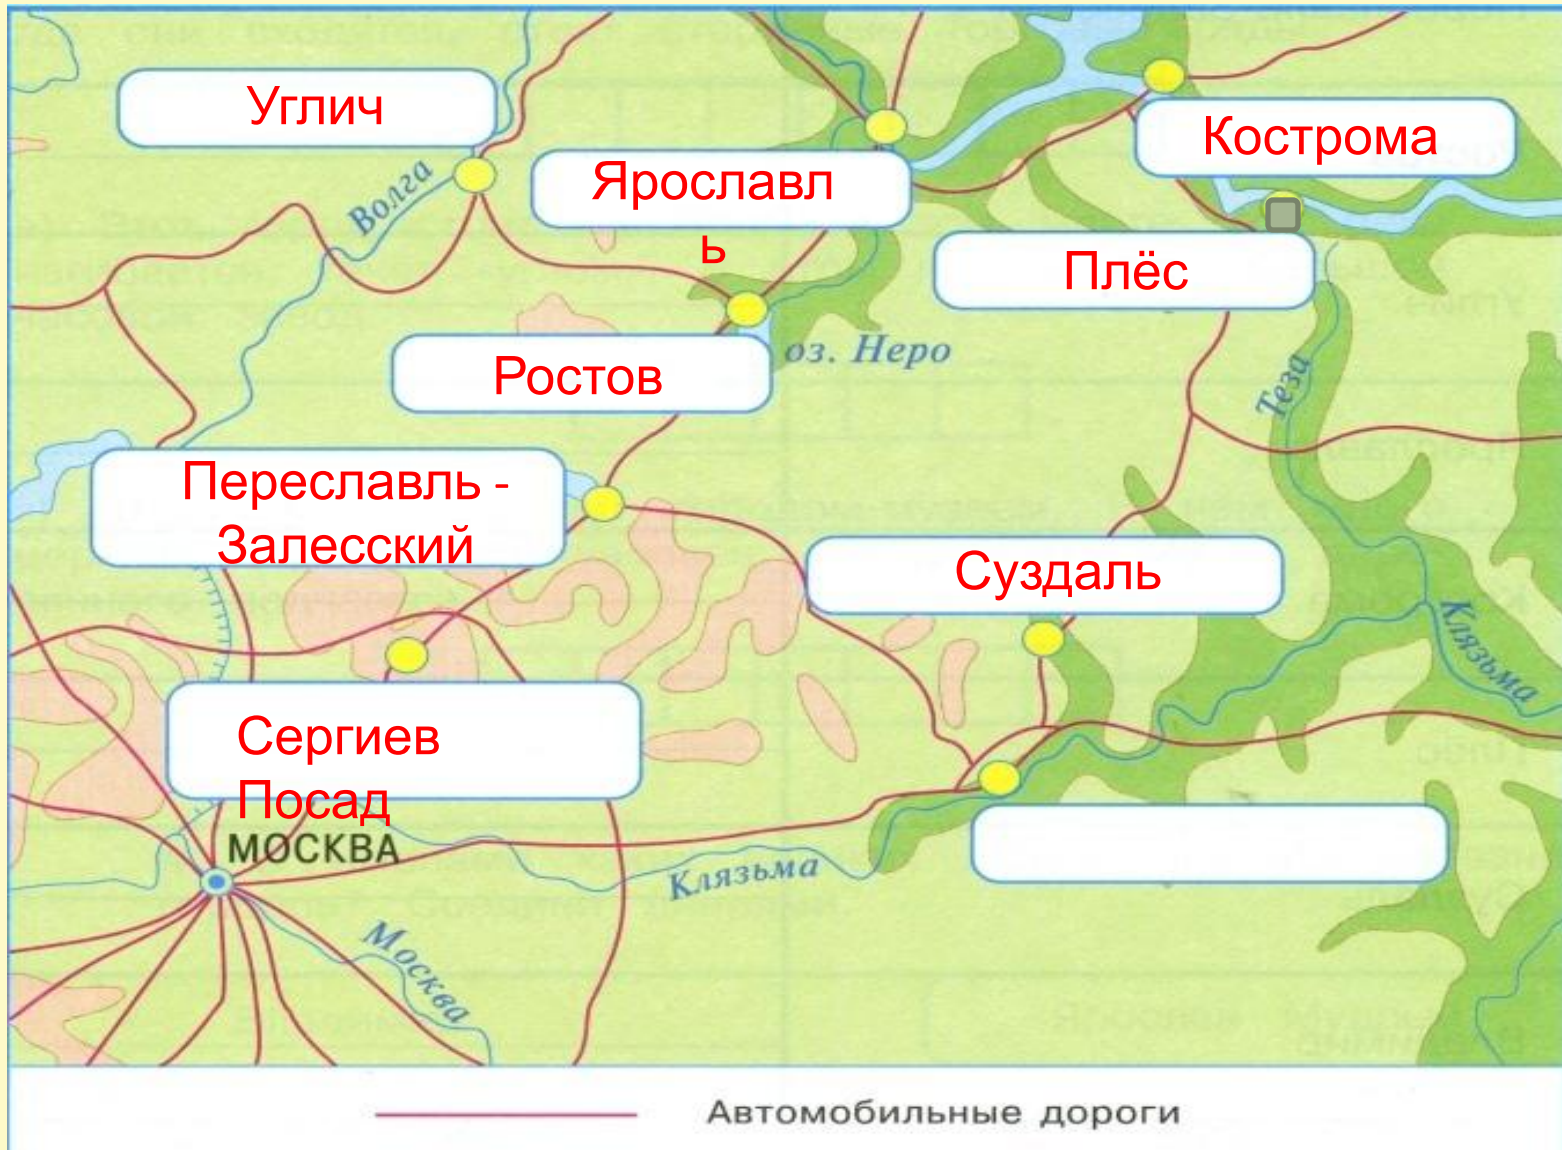 Углич
Кострома
Волга
Ярославл
ь
Плёс
оз. Неро
Ростов
Теза
Переславль -
Залесский
Суздаль
Клязьма
Сергиев
Посад
МОСКВА
Клязьма
Москва
Автомобильные дороги